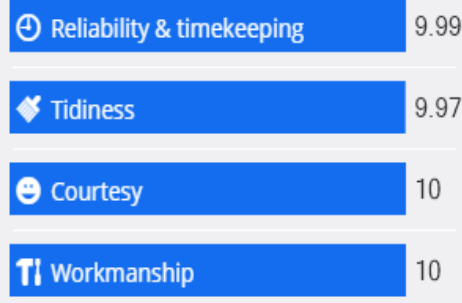 Reliability & timekeeping 9.99
Tidiness 9.97
Courtesy 10
Workmanship 10